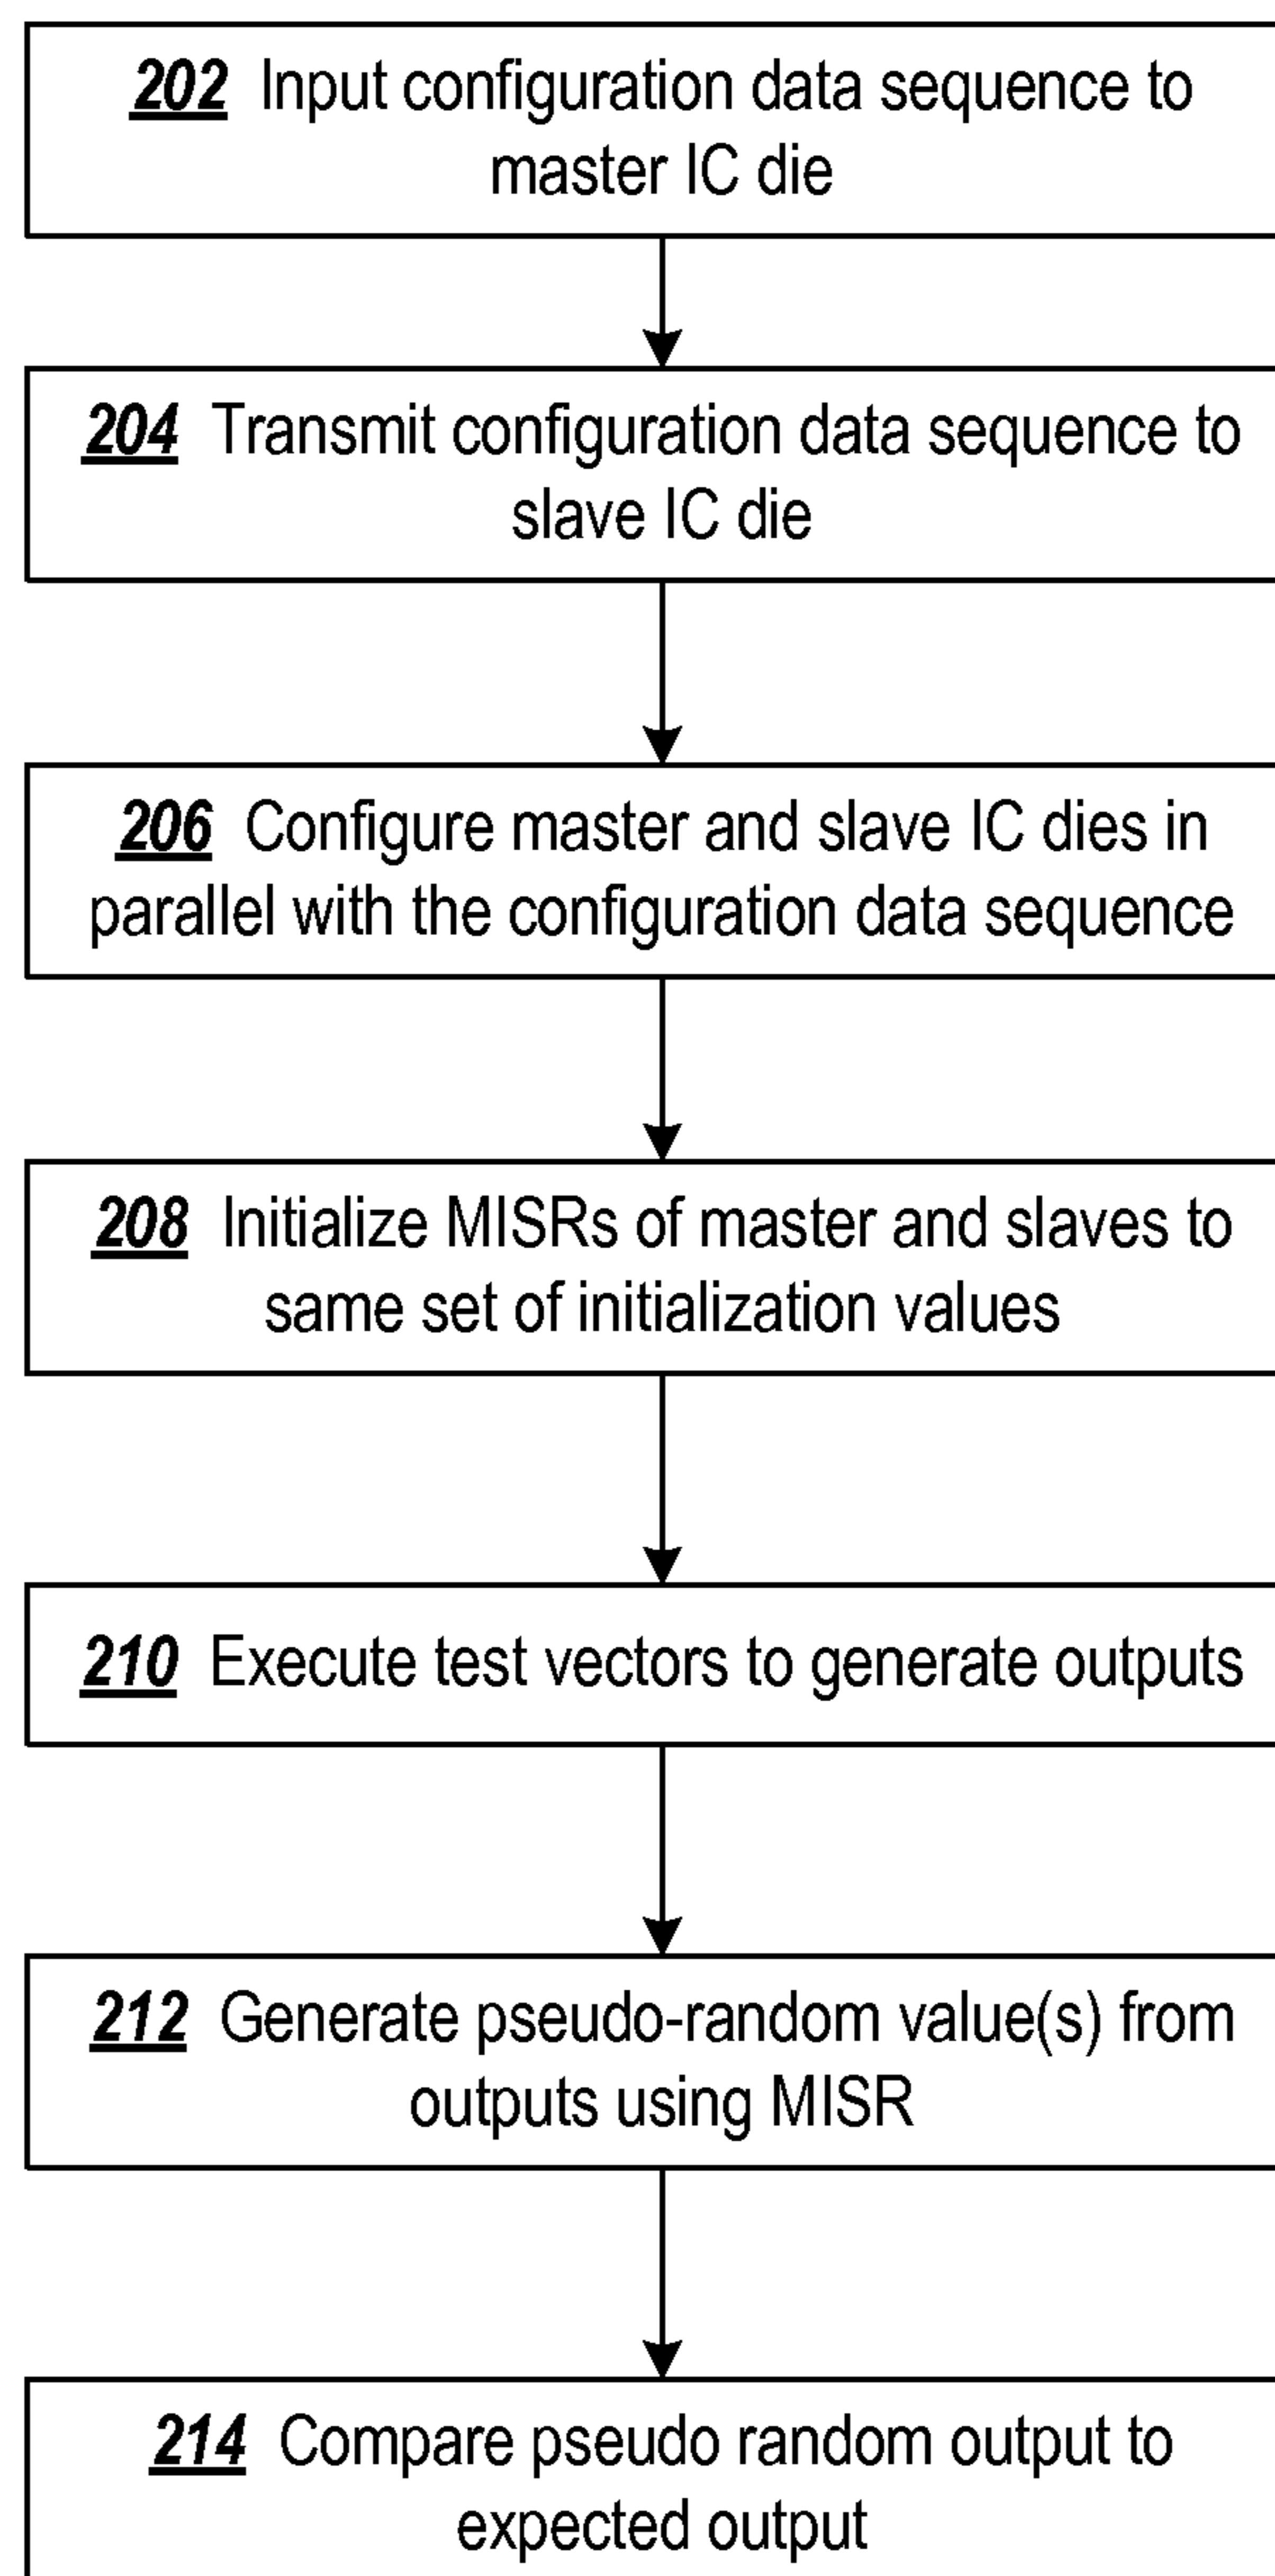 202 Input configuration data sequence to
master IC die
204 Transmit configuration data sequence to
slave IC die
206 Configure master and slave IC dies in
parallel with the configuration data sequence
208 Initialize MISRs of master and slaves to
same set of initialization values
210 Execute test vectors to generate outputs
212 Generate pseudo-random value(s) from
outputs using MISR
214 Compare pseudo random output to
expected output